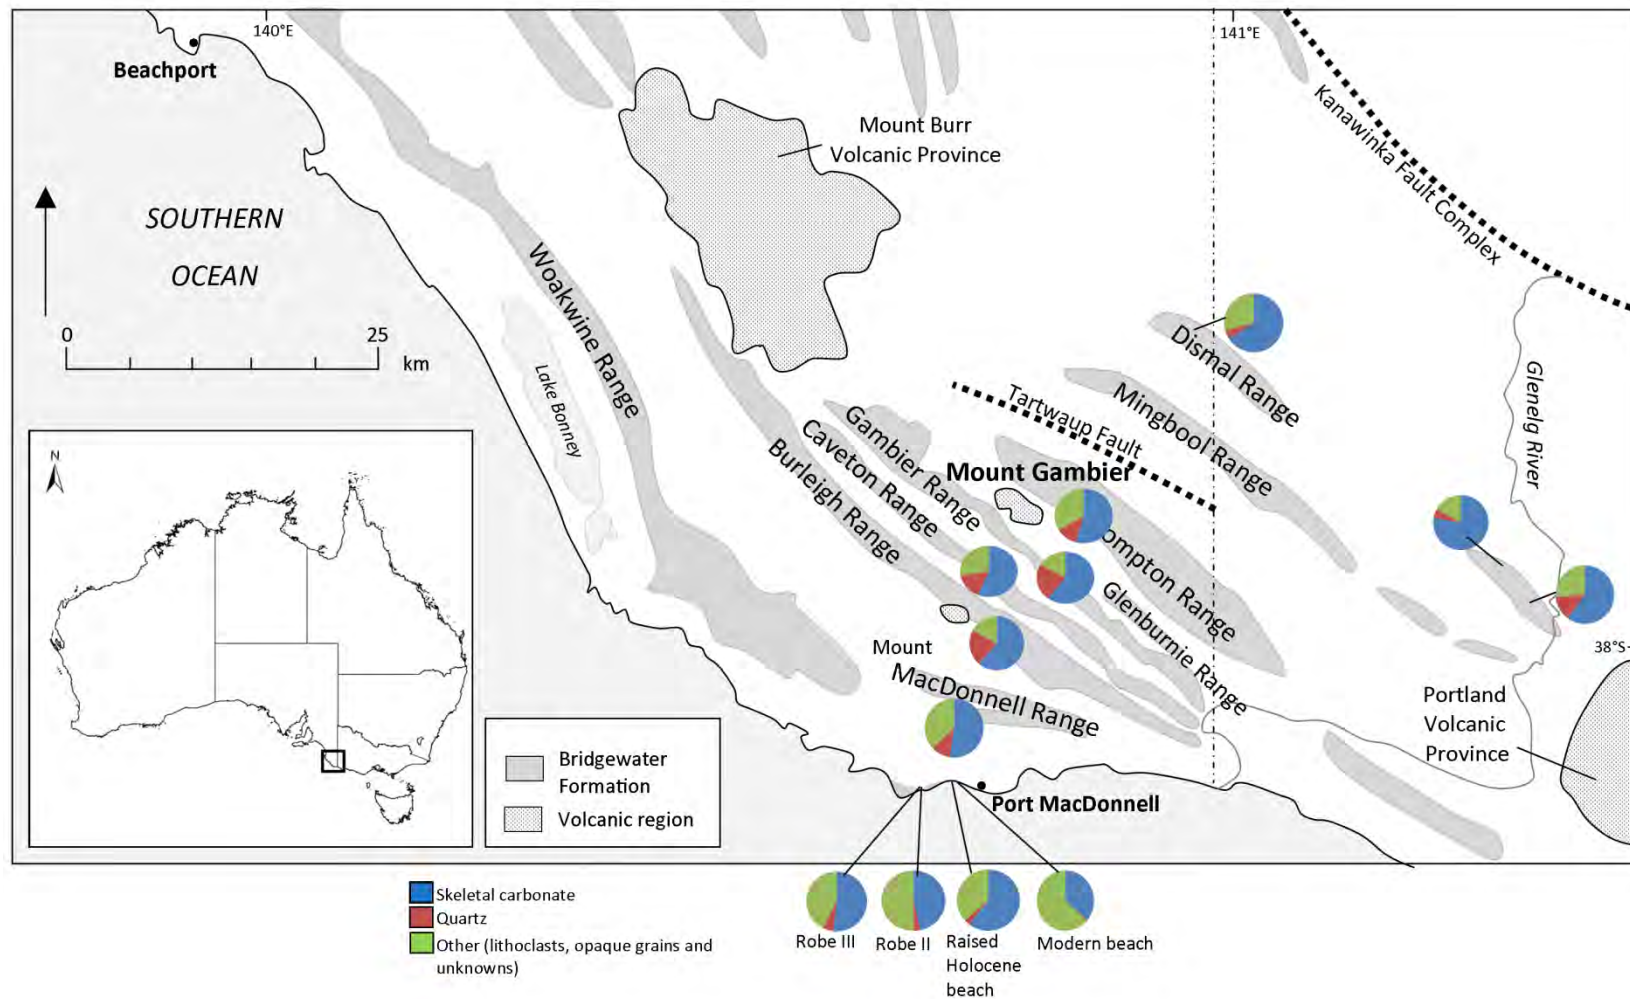 140°E
141°E
Beachport
Kanawinka Fault Complex
Mount Burr
Volcanic Province
SOUTHERN
OCEAN
Woakwine Range
0
25
km
Lake Bonney
Dismal Range
Mingbool Range
Glenelg River
Tartwaup Fault
Gambier Range
Caveton Range
Burleigh Range
Mount Gambier
ompton Range
Glenburnie Range
N
Mount
MacDonnell Range
38°S
Portland
Volcanic
Province
Bridgewater
Formation
Volcanic region
Port MacDonnell
Skeletal carbonate
Quartz
Other (lithoclasts, opaque grains and
unknowns)
Robe III
Robe II
Raised
Holocene
beach
Modern beach